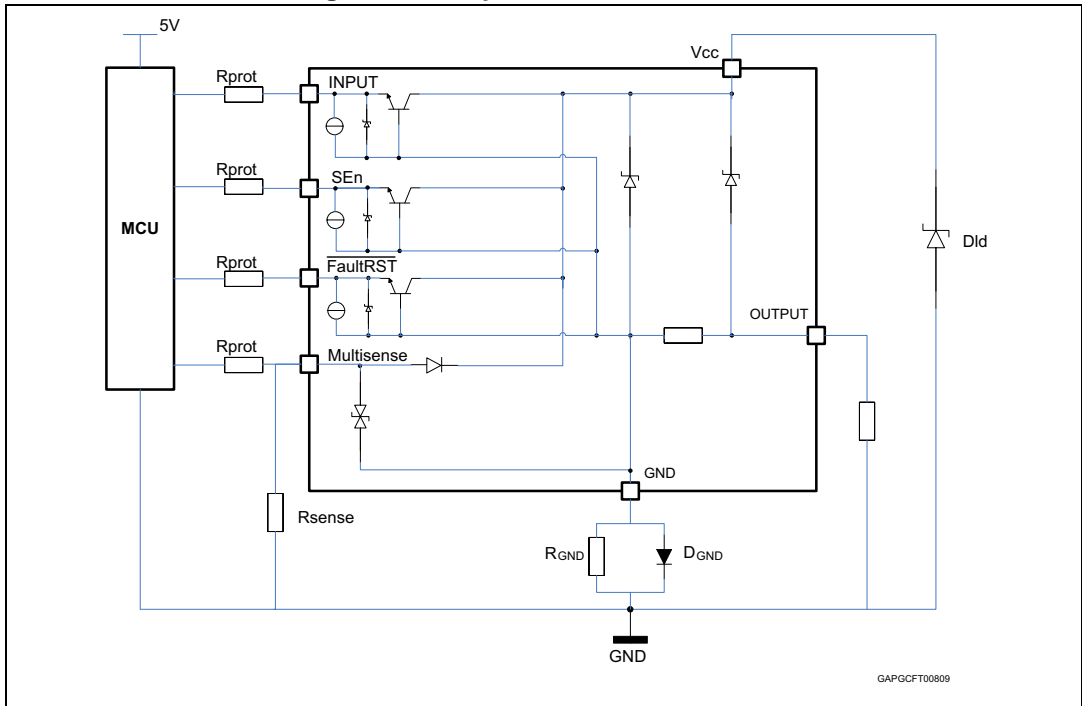 5V
Vcc
Rprot
INPUT
Rprot
SEn
MCU
Dld
Rprot
FaultRST
OUTPUT
Rprot
Multisense
GND
Rsense
RGND
DGND
GND
GAPGCFT00809